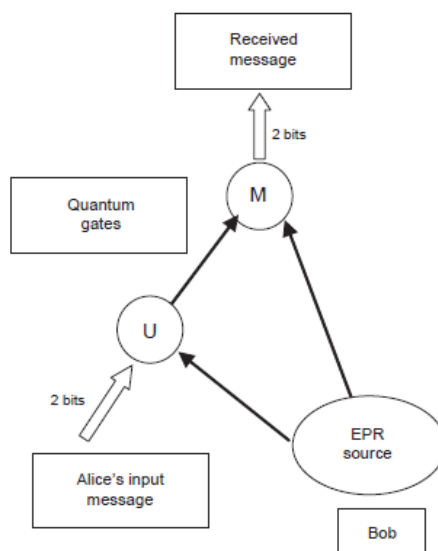 Received
message
2 bits
M
Quantum
gates
U
2 bits
EPR
source
Alice's input
message
Bob